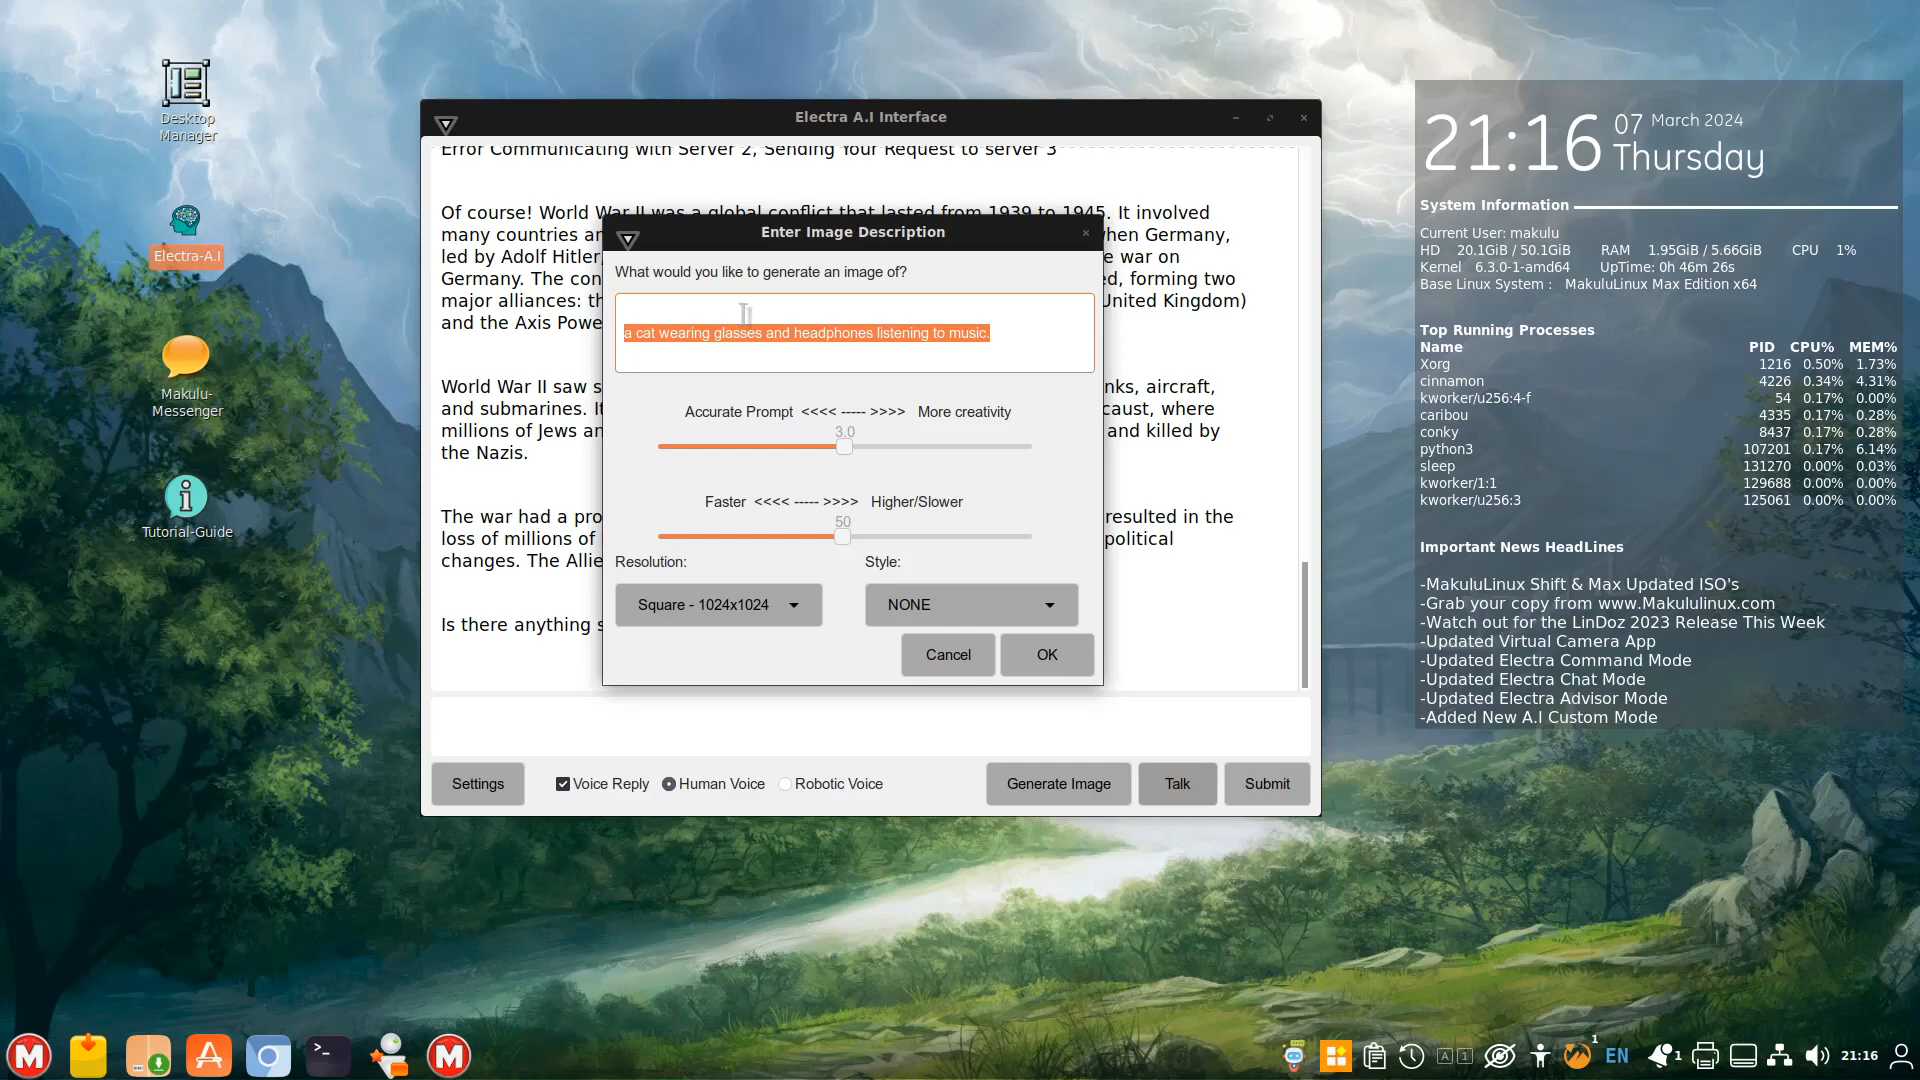 Desktop
Manager
Electra-A.I
Makulu-
Messenger
Tutorial-Guide
Electra A.I Interface
Error Communicating with Server 2, Sending Your Request to server 3
Of course! World War II was a global conflict that lasted from 1939 to 1945. It involved
many countries
when Germany,
led by Adolf Hitler
war on
Germany. The
forming two
major alliances:
United Kingdom)
and the Axis
World War II saw
aircraft,
and submarines.
where
millions of Jews
and killed by
the Nazis.
The war had a
resulted in the
loss of millions of
political
changes. The
Is there anything
Enter Image Description
What would you like to generate an image of?
a cat wearing glasses and headphones listening to music.
Accurate Prompt <<<< ----- >>>> More creativity
3.0
Faster <<<< ----- >>>> Higher/Slower
50
Resolution: Style:
Square - 1024x1024 NONE
Cancel OK
Settings Voice Reply Human Voice Robotic Voice Generate Image Talk Submit
21:16 07 March 2024
Thursday
System Information
Current User: makulu
HD 20.1GiB / 50.1GiB RAM 1.95GiB / 5.66GiB CPU 1%
Kernel 6.3.0-1-amd64 UpTime: 0h 46m 26s
Base Linux System : MakuluLinux Max Edition x64
Top Running Processes
Name PID CPU% MEM%
Xorg 1216 0.50% 1.73%
cinnamon 4226 0.34% 4.31%
kworker/u256:4-f 54 0.17% 0.00%
caribou 4335 0.17% 0.28%
conky 8437 0.17% 0.28%
python3 107201 0.17% 6.14%
sleep 131270 0.00% 0.03%
kworker/1:1 129688 0.00% 0.00%
kworker/u256:3 125061 0.00% 0.00%
Important News HeadLines
-MakuluLinux Shift & Max Updated ISO's
-Grab your copy from www.Makululinux.com
-Watch out for the LinDoz 2023 Release This Week
-Updated Virtual Camera App
-Updated Electra Command Mode
-Updated Electra Chat Mode
-Updated Electra Advisor Mode
-Added New A.I Custom Mode
M >_ M A 1 1 EN 1 21:16